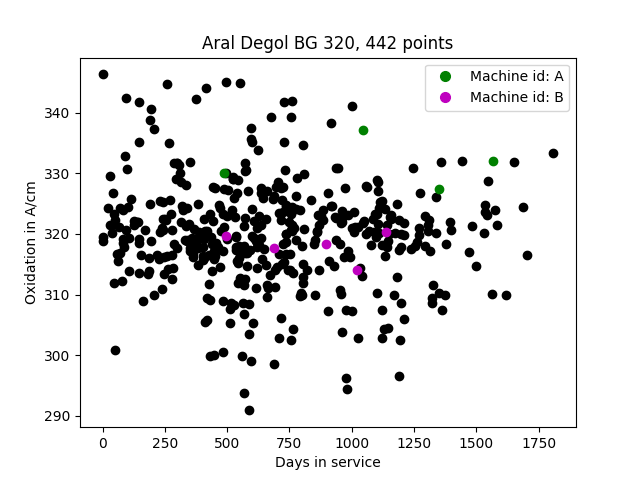 Aral Degol BG 320, 442 points
Machine id: A
Machine id: B
Oxidation in A/cm
340
330
320
310
300
290
0
250
500
750
1000
1250
1500
1750
Days in service